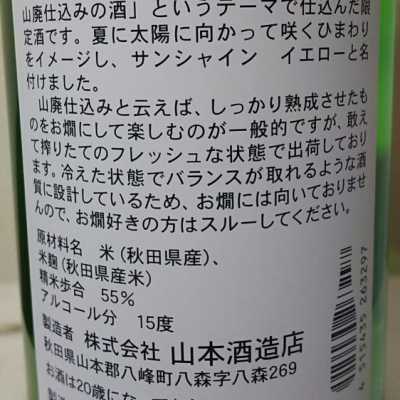 山廃仕込みの酒」というテーマで仕込んだ限
定酒です。夏に太陽に向かって咲くひまわり
をイメージし、サンシャイン イエローと名
付けました。
山廃仕込みと云えば、しっかり熟成させたも
のをお燗にして楽しむのが一般的ですが、敢え
て搾りたてのフレッシュな状態で出荷しており
ます。冷えた状態でバランスが取れるような酒
質に設計しているため、お燗には向いておりませ
んので、お燗好きの方はスルーしてください。
原材料名 米（秋田県産）、
米麹（秋田県産米）
精米歩合 55％
アルコール分 15度
製造者 株式会社 山本酒造店
秋田県山本郡八峰町八森字八森269
お酒は20歳にな
製造
4 515435 263297